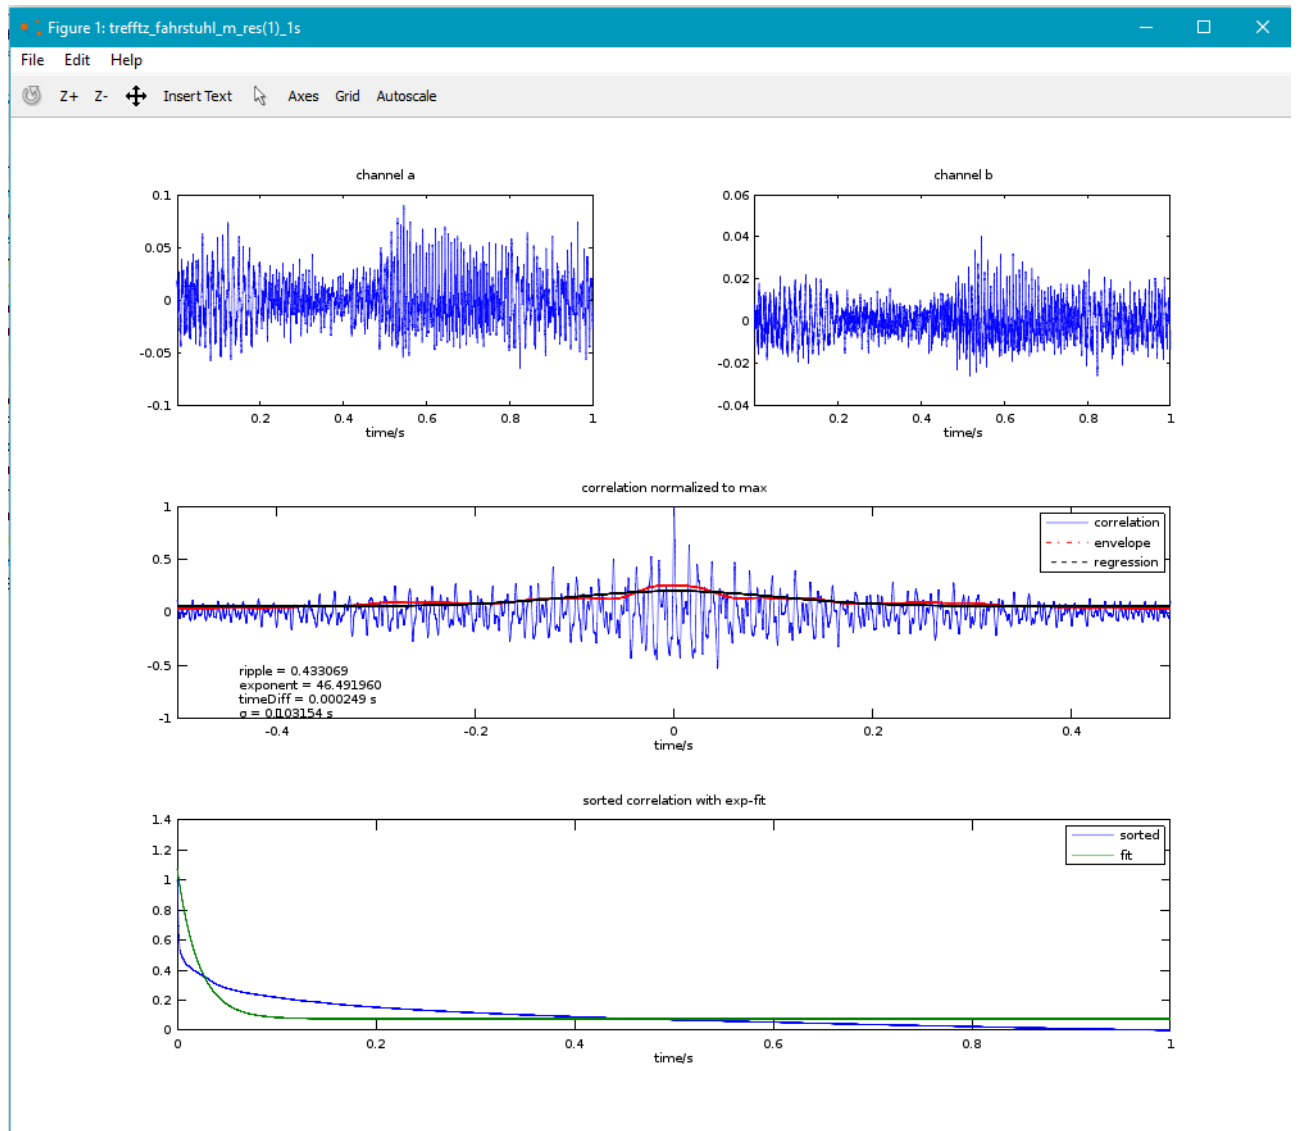 Figure 1: trefftz_fahrstuhl_m_res(1)_1s
File Edit Help
Z+ Z- Insert Text Axes Grid Autoscale
channel a
0.1
0.05
0
-0.05
-0.1
0.2 0.4 0.6 0.8 1
time/s
channel b
0.06
0.04
0.02
0
-0.02
-0.04
0.2 0.4 0.6 0.8 1
time/s
correlation normalized to max
1
0.5
0
-0.5
-1
correlation
envelope
regression
ripple = 0.433069
exponent = 46.491960
timeDiff = 0.000249 s
σ = 0.103154 s
-0.4 -0.2 0 0.2 0.4
time/s
sorted correlation with exp-fit
1.4
1.2
1
0.8
0.6
0.4
0.2
0
sorted
fit
0 0.2 0.4 0.6 0.8 1
time/s